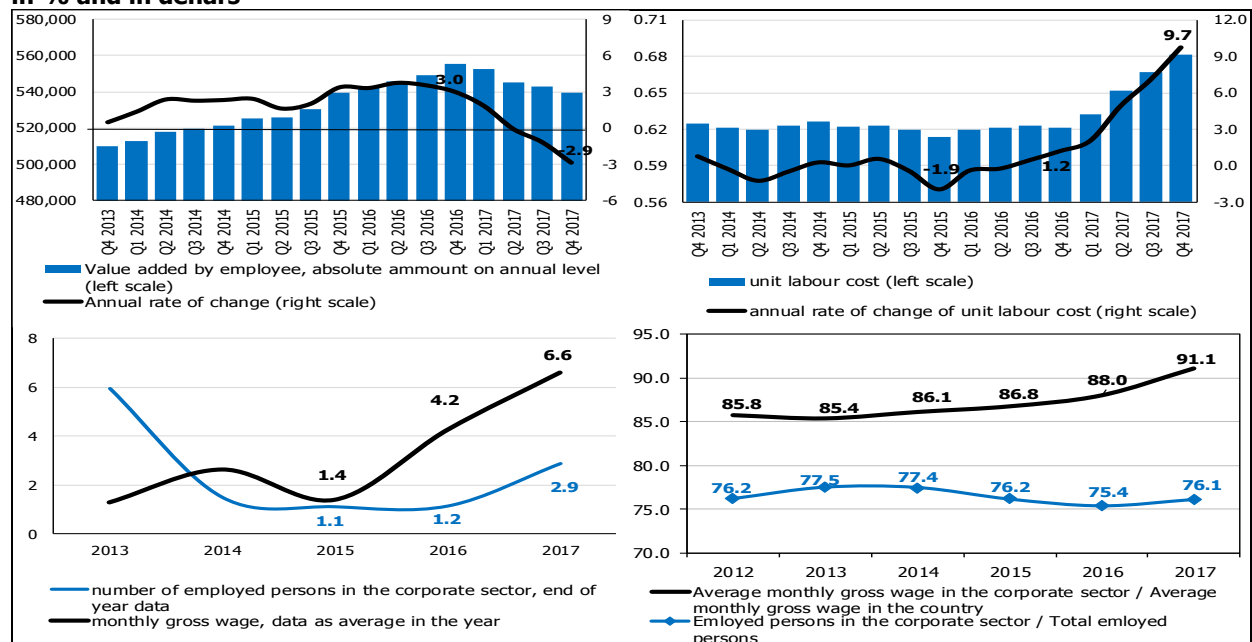 in % and in denars
580,000
560,000
540,000
520,000
500,000
480,000
9
6
3
0
-3
-6
3.0
-2.9
Q4 2013
Q1 2014
Q2 2014
Q3 2014
Q4 2014
Q1 2015
Q2 2015
Q3 2015
Q4 2015
Q1 2016
Q2 2016
Q3 2016
Q4 2016
Q1 2017
Q2 2017
Q3 2017
Q4 2017
Value added by employee, absolute ammount on annual level
(left scale)
Annual rate of change (right scale)
0.71
0.68
0.65
0.62
0.59
0.56
12.0
9.0
6.0
3.0
0.0
-3.0
9.7
-1.9
1.2
Q4 2013
Q1 2014
Q2 2014
Q3 2014
Q4 2014
Q1 2015
Q2 2015
Q3 2015
Q4 2015
Q1 2016
Q2 2016
Q3 2016
Q4 2016
Q1 2017
Q2 2017
Q3 2017
Q4 2017
unit labour cost (left scale)
annual rate of change of unit labour cost (right scale)
8
6
4
2
0
1.4
4.2
6.6
1.1
1.2
2.9
2013 2014 2015 2016 2017
number of employed persons in the corporate sector, end of
year data
monthly gross wage, data as average in the year
95.0
90.0
85.0
80.0
75.0
70.0
85.8 85.4 86.1 86.8 88.0 91.1
76.2 77.5 77.4 76.2 75.4 76.1
2012 2013 2014 2015 2016 2017
Average monthly gross wage in the corporate sector / Average
monthly gross wage in the country
Emloyed persons in the corporate sector / Total emloyed
persons